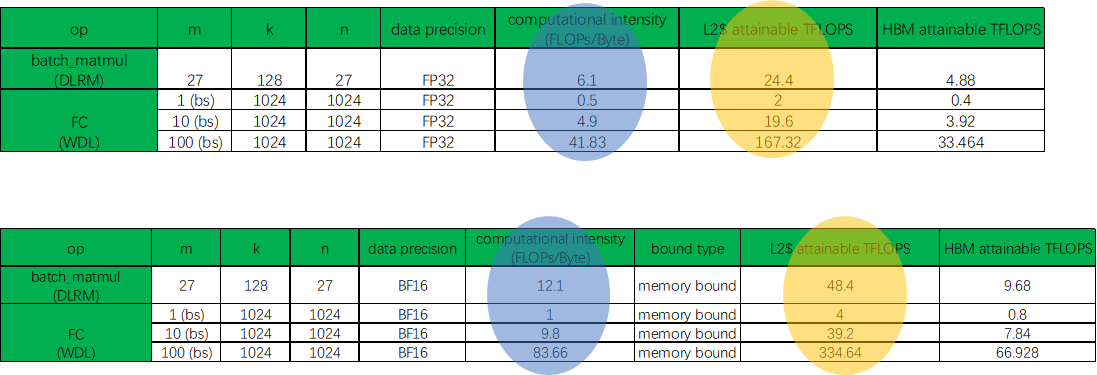 op m k n data precision computational intensity (FLOPs/Byte) L2$ attainable TFLOPS HBM attainable TFLOPS
batch_matmul (DLRM) 27 128 27 FP32 6.1 24.4 4.88
FC (WDL) 1 (bs) 1024 1024 FP32 0.5 2 0.4
10 (bs) 1024 1024 FP32 4.9 19.6 3.92
100 (bs) 1024 1024 FP32 41.83 167.32 33.464
op m k n data precision computational intensity (FLOPs/Byte) bound type L2$ attainable TFLOPS HBM attainable TFLOPS
batch_matmul (DLRM) 27 128 27 BF16 12.1 memory bound 48.4 9.68
FC (WDL) 1 (bs) 1024 1024 BF16 1 memory bound 4 0.8
10 (bs) 1024 1024 BF16 9.8 memory bound 39.2 7.84
100 (bs) 1024 1024 BF16 83.66 memory bound 334.64 66.928